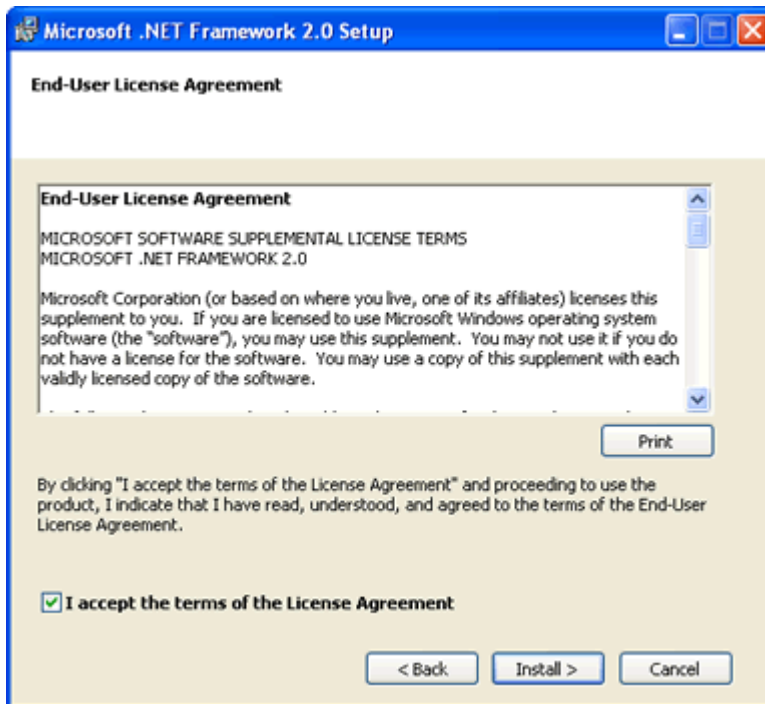 Microsoft .NET Framework 2.0 Setup
End-User License Agreement
End-User License Agreement
MICROSOFT SOFTWARE SUPPLEMENTAL LICENSE TERMS
MICROSOFT .NET FRAMEWORK 2.0
Microsoft Corporation (or based on where you live, one of its affiliates) licenses this
supplement to you.  If you are licensed to use Microsoft Windows operating system
software (the "software"), you may use this supplement.  You may not use it if you do
not have a license for the software.  You may use a copy of this supplement with each
validly licensed copy of the software.
Print
By clicking "I accept the terms of the License Agreement" and proceeding to use the
product, I indicate that I have read, understood, and agreed to the terms of the End-User
License Agreement.
I accept the terms of the License Agreement
< Back
Install >
Cancel